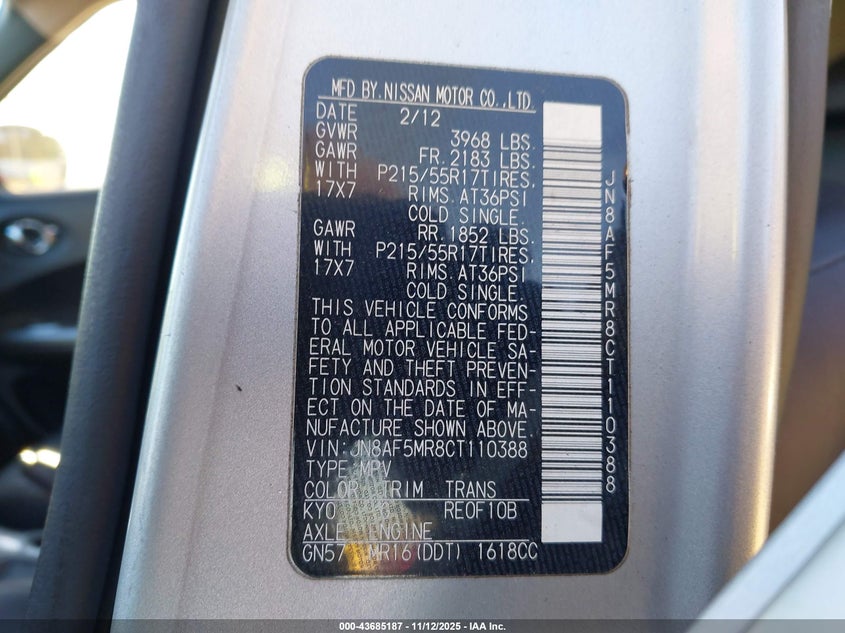 MFD BY.NISSAN MOTOR CO.,LTD.
DATE 2/12
GVWR 3968 LBS.
GAWR FR.2183 LBS.
WITH P215/55R17TIRES,
17X7 RIMS.AT36PSI
COLD SINGLE.
GAWR RR.1852 LBS.
WITH P215/55R17TIRES,
17X7 RIMS.AT36PSI
COLD SINGLE.
THIS VEHICLE CONFORMS
TO ALL APPLICABLE FED-
ERAL MOTOR VEHICLE SA-
FETY AND THEFT PREVEN-
TION STANDARDS IN EFF-
ECT ON THE DATE OF MA-
NUFACTURE SHOWN ABOVE.
VIN:JN8AF5MR8CT110388
TYPE:MPV
COLOR TRIM TRANS
KY0 RE0F10B
AXLE ENGINE
GN57 MR16(DDT) 1618CC
JN8AF5MR8CT110388
000-43685187 - 11/12/2025 - IAA Inc.